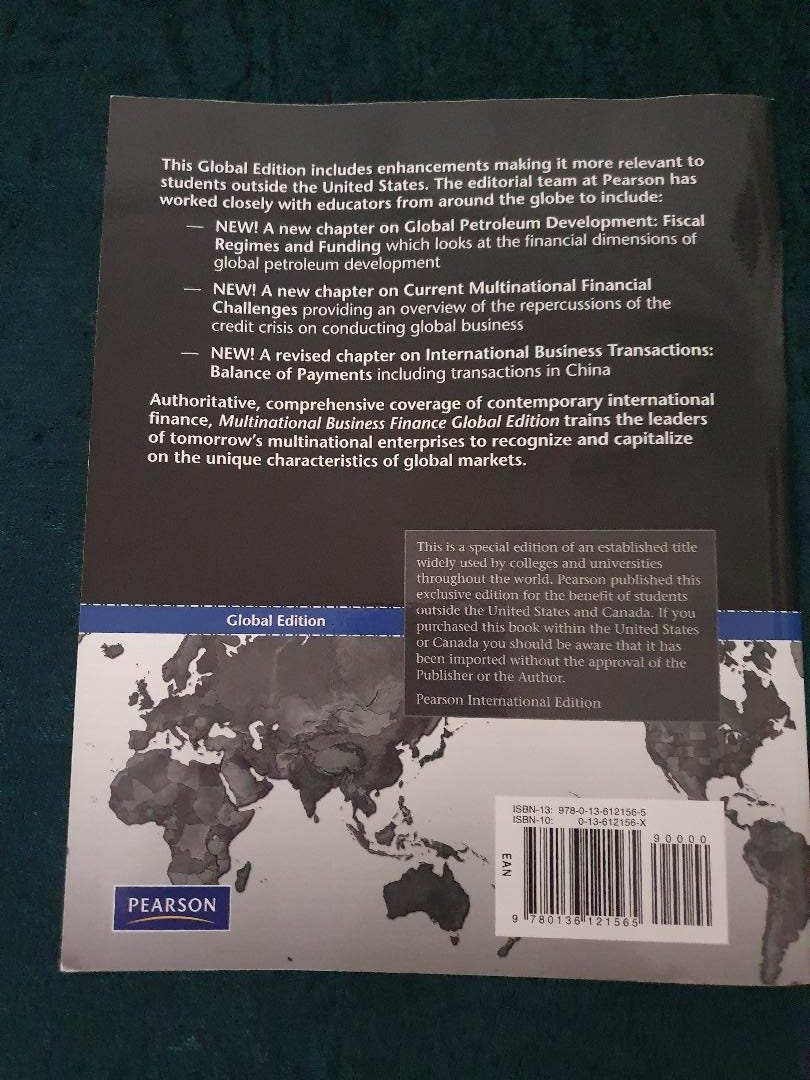 This Global Edition includes enhancements making it more relevant to
students outside the United States. The editorial team at Pearson has
worked closely with educators from around the globe to include:
— NEW! A new chapter on Global Petroleum Development: Fiscal
Regimes and Funding which looks at the financial dimensions of
global petroleum development
— NEW! A new chapter on Current Multinational Financial
Challenges providing an overview of the repercussions of the
credit crisis on conducting global business
— NEW! A revised chapter on International Business Transactions:
Balance of Payments including transactions in China
Authoritative, comprehensive coverage of contemporary international
finance, Multinational Business Finance Global Edition trains the leaders
of tomorrow's multinational enterprises to recognize and capitalize
on the unique characteristics of global markets.
This is a special edition of an established title
widely used by colleges and universities
throughout the world. Pearson published this
exclusive edition for the benefit of students
outside the United States and Canada. If you
purchased this book within the United States
or Canada you should be aware that it has
been imported without the approval of the
Publisher or the Author.
Pearson International Edition
Global Edition
ISBN-13: 978-0-13-612156-5
ISBN-10: 0-13-612156-X
90000
EAN
9 780136 121565
PEARSON